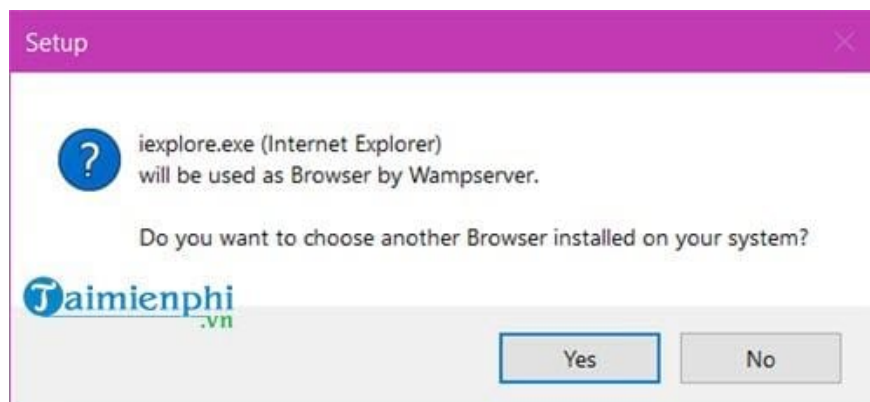 Setup
iexplore.exe (Internet Explorer)
will be used as Browser by Wampserver.
Do you want to choose another Browser installed on your system?
Taimienphi
.vn
Yes
No